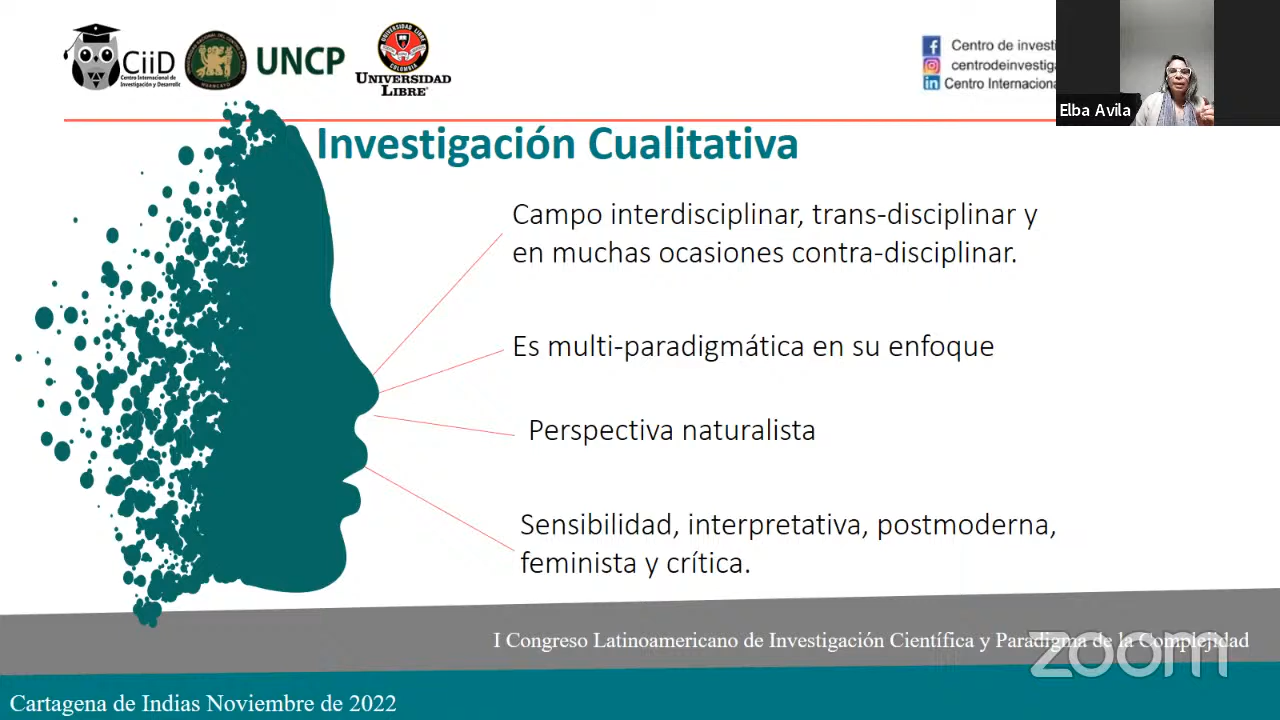 CiiD
Centro Internacional de
Investigación y Desarrollo
UNCP
UNIVERSIDAD
LIBRE
Centro de investi
centrodeinvestiga
Centro Internaciona
Elba Avila
Investigación Cualitativa
Campo interdisciplinar, trans-disciplinar y
en muchas ocasiones contra-disciplinar.
Es multi-paradigmática en su enfoque
Perspectiva naturalista
Sensibilidad, interpretativa, postmoderna,
feminista y crítica.
I Congreso Latinoamericano de Investigación Científica y Paradigma de la Complejidad
zoom
Cartagena de Indias Noviembre de 2022